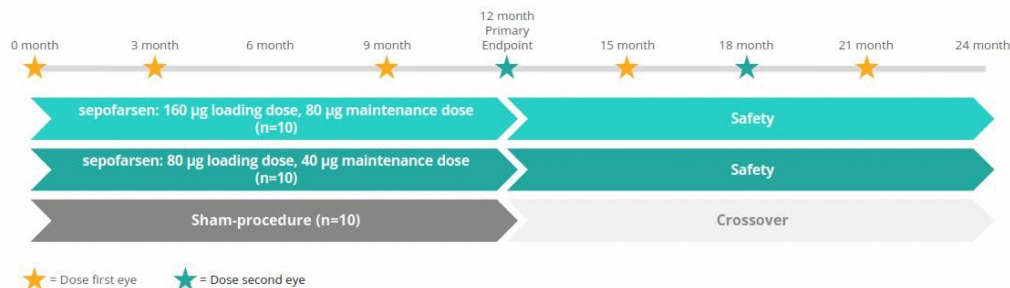 12 month
Primary
Endpoint
0 month
3 month
6 month
9 month
15 month
18 month
21 month
24 month
sepofarsen: 160 µg loading dose, 80 µg maintenance dose
(n=10)
Safety
sepofarsen: 80 µg loading dose, 40 µg maintenance dose
(n=10)
Safety
Sham-procedure (n=10)
Crossover
= Dose first eye
= Dose second eye